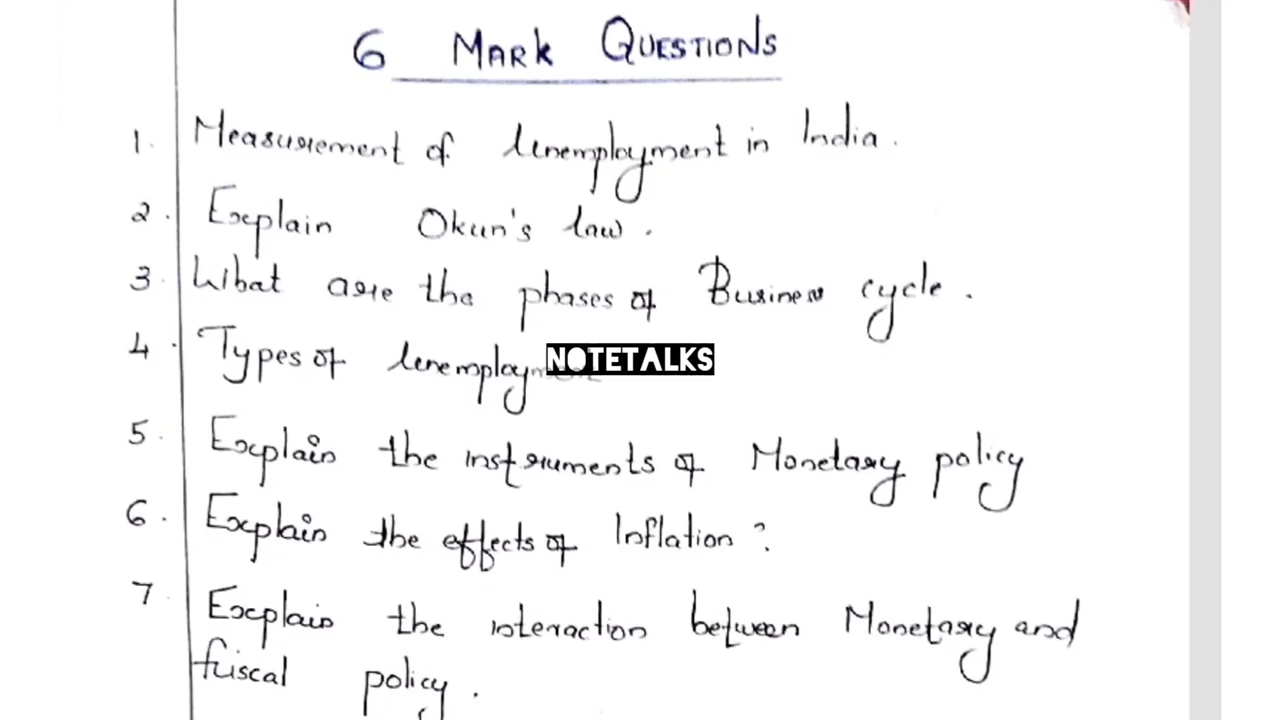 6 MARK QUESTIONS
1. Measurement of Unemployment in India.
2. Explain Okun's law.
3. What are the phases of Business cycle.
4. Types of
NOTETALKS
5. Explain the instruments of Monetary policy
6. Explain the effects of Inflation?
7. Explain the interaction between Monetary and
fiscal policy.